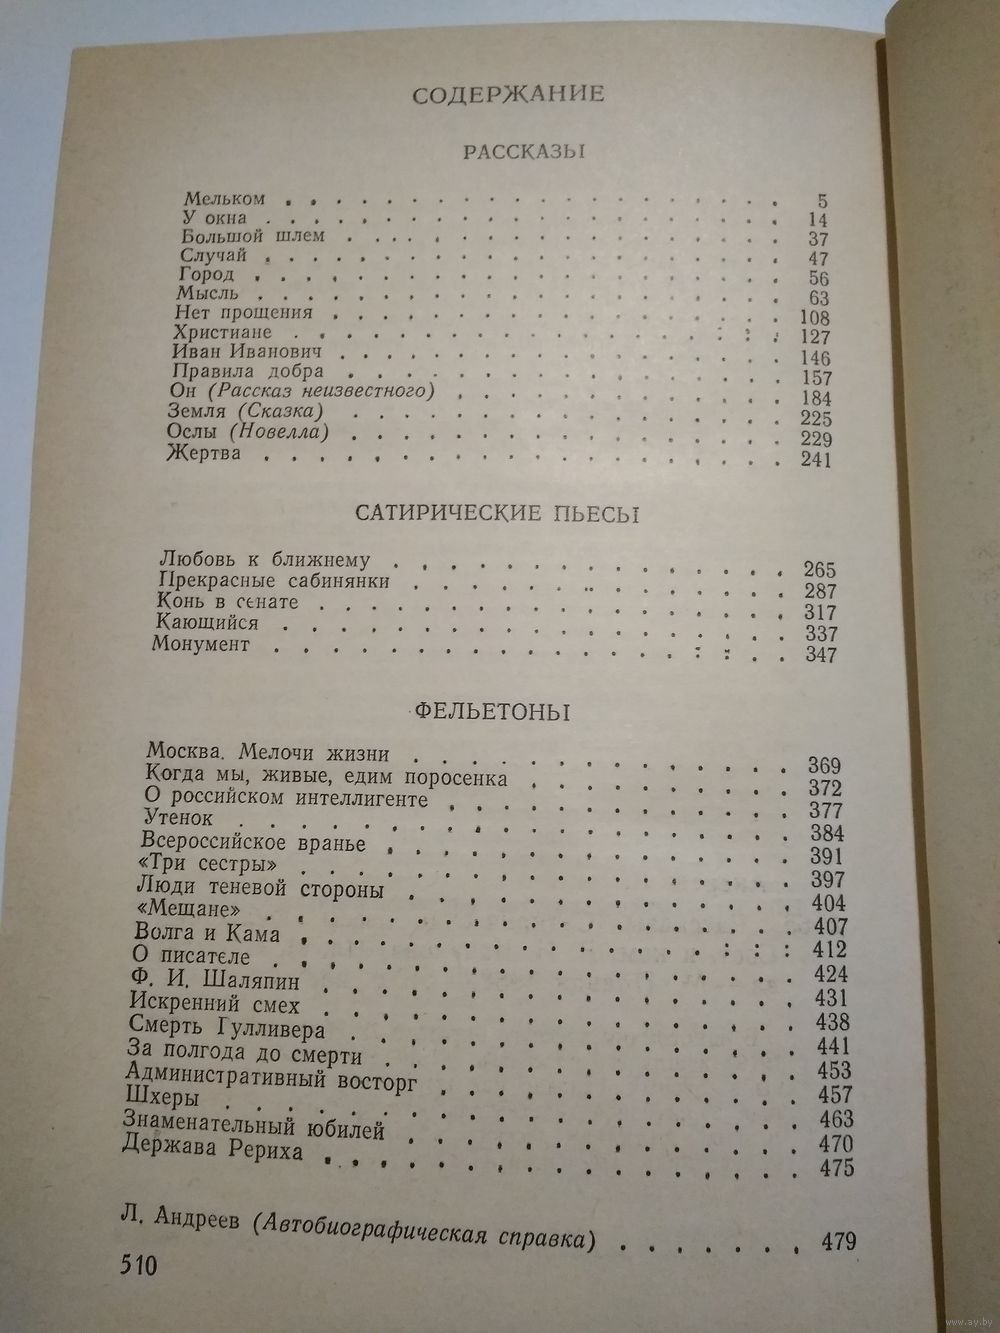 СОДЕРЖАНИЕ
РАССКАЗЫ
Мельком . . . . . . . . . . . . . . . . . . . . 5
У окна . . . . . . . . . . . . . . . . . . . . 14
Большой шлем . . . . . . . . . . . . . . . . . 37
Случай . . . . . . . . . . . . . . . . . . . . 47
Город . . . . . . . . . . . . . . . . . . . . 56
Мысль . . . . . . . . . . . . . . . . . . . . 63
Нет прощения . . . . . . . . . . . . . . . . . 108
Христиане . . . . . . . . . . . . . . . . . . 127
Иван Иванович . . . . . . . . . . . . . . . . 146
Правила добра . . . . . . . . . . . . . . . . 157
Он (Рассказ неизвестного) . . . . . . . . . . 184
Земля (Сказка) . . . . . . . . . . . . . . . . 225
Ослы (Новелла) . . . . . . . . . . . . . . . . 229
Жертва . . . . . . . . . . . . . . . . . . . . 241
САТИРИЧЕСКИЕ ПЬЕСЫ
Любовь к ближнему . . . . . . . . . . . . . . 265
Прекрасные сабинянки . . . . . . . . . . . . . 287
Конь в сенате . . . . . . . . . . . . . . . . 317
Кающийся . . . . . . . . . . . . . . . . . . 337
Монумент . . . . . . . . . . . . . . . . . . 347
ФЕЛЬЕТОНЫ
Москва. Мелочи жизни . . . . . . . . . . . . . 369
Когда мы, живые, едим поросенка . . . . . . . . 372
О российском интеллигенте . . . . . . . . . . . 377
Утенок . . . . . . . . . . . . . . . . . . . . 384
Всероссийское вранье . . . . . . . . . . . . . 391
«Три сестры» . . . . . . . . . . . . . . . . . 397
Люди теневой стороны . . . . . . . . . . . . . 404
«Мещане» . . . . . . . . . . . . . . . . . . 407
Волга и Кама . . . . . . . . . . . . . . . . . 412
О писателе . . . . . . . . . . . . . . . . . . 424
Ф. И. Шаляпин . . . . . . . . . . . . . . . . 431
Искренний смех . . . . . . . . . . . . . . . . 438
Смерть Гулливера . . . . . . . . . . . . . . . 441
За полгода до смерти . . . . . . . . . . . . . 453
Административный восторг . . . . . . . . . . . 457
Шхеры . . . . . . . . . . . . . . . . . . . . 463
Знаменательный юбилей . . . . . . . . . . . . . 470
Держава Рериха . . . . . . . . . . . . . . . . 475
Л. Андреев (Автобиографическая справка) . . . . . . . 479
510
www.ay.by